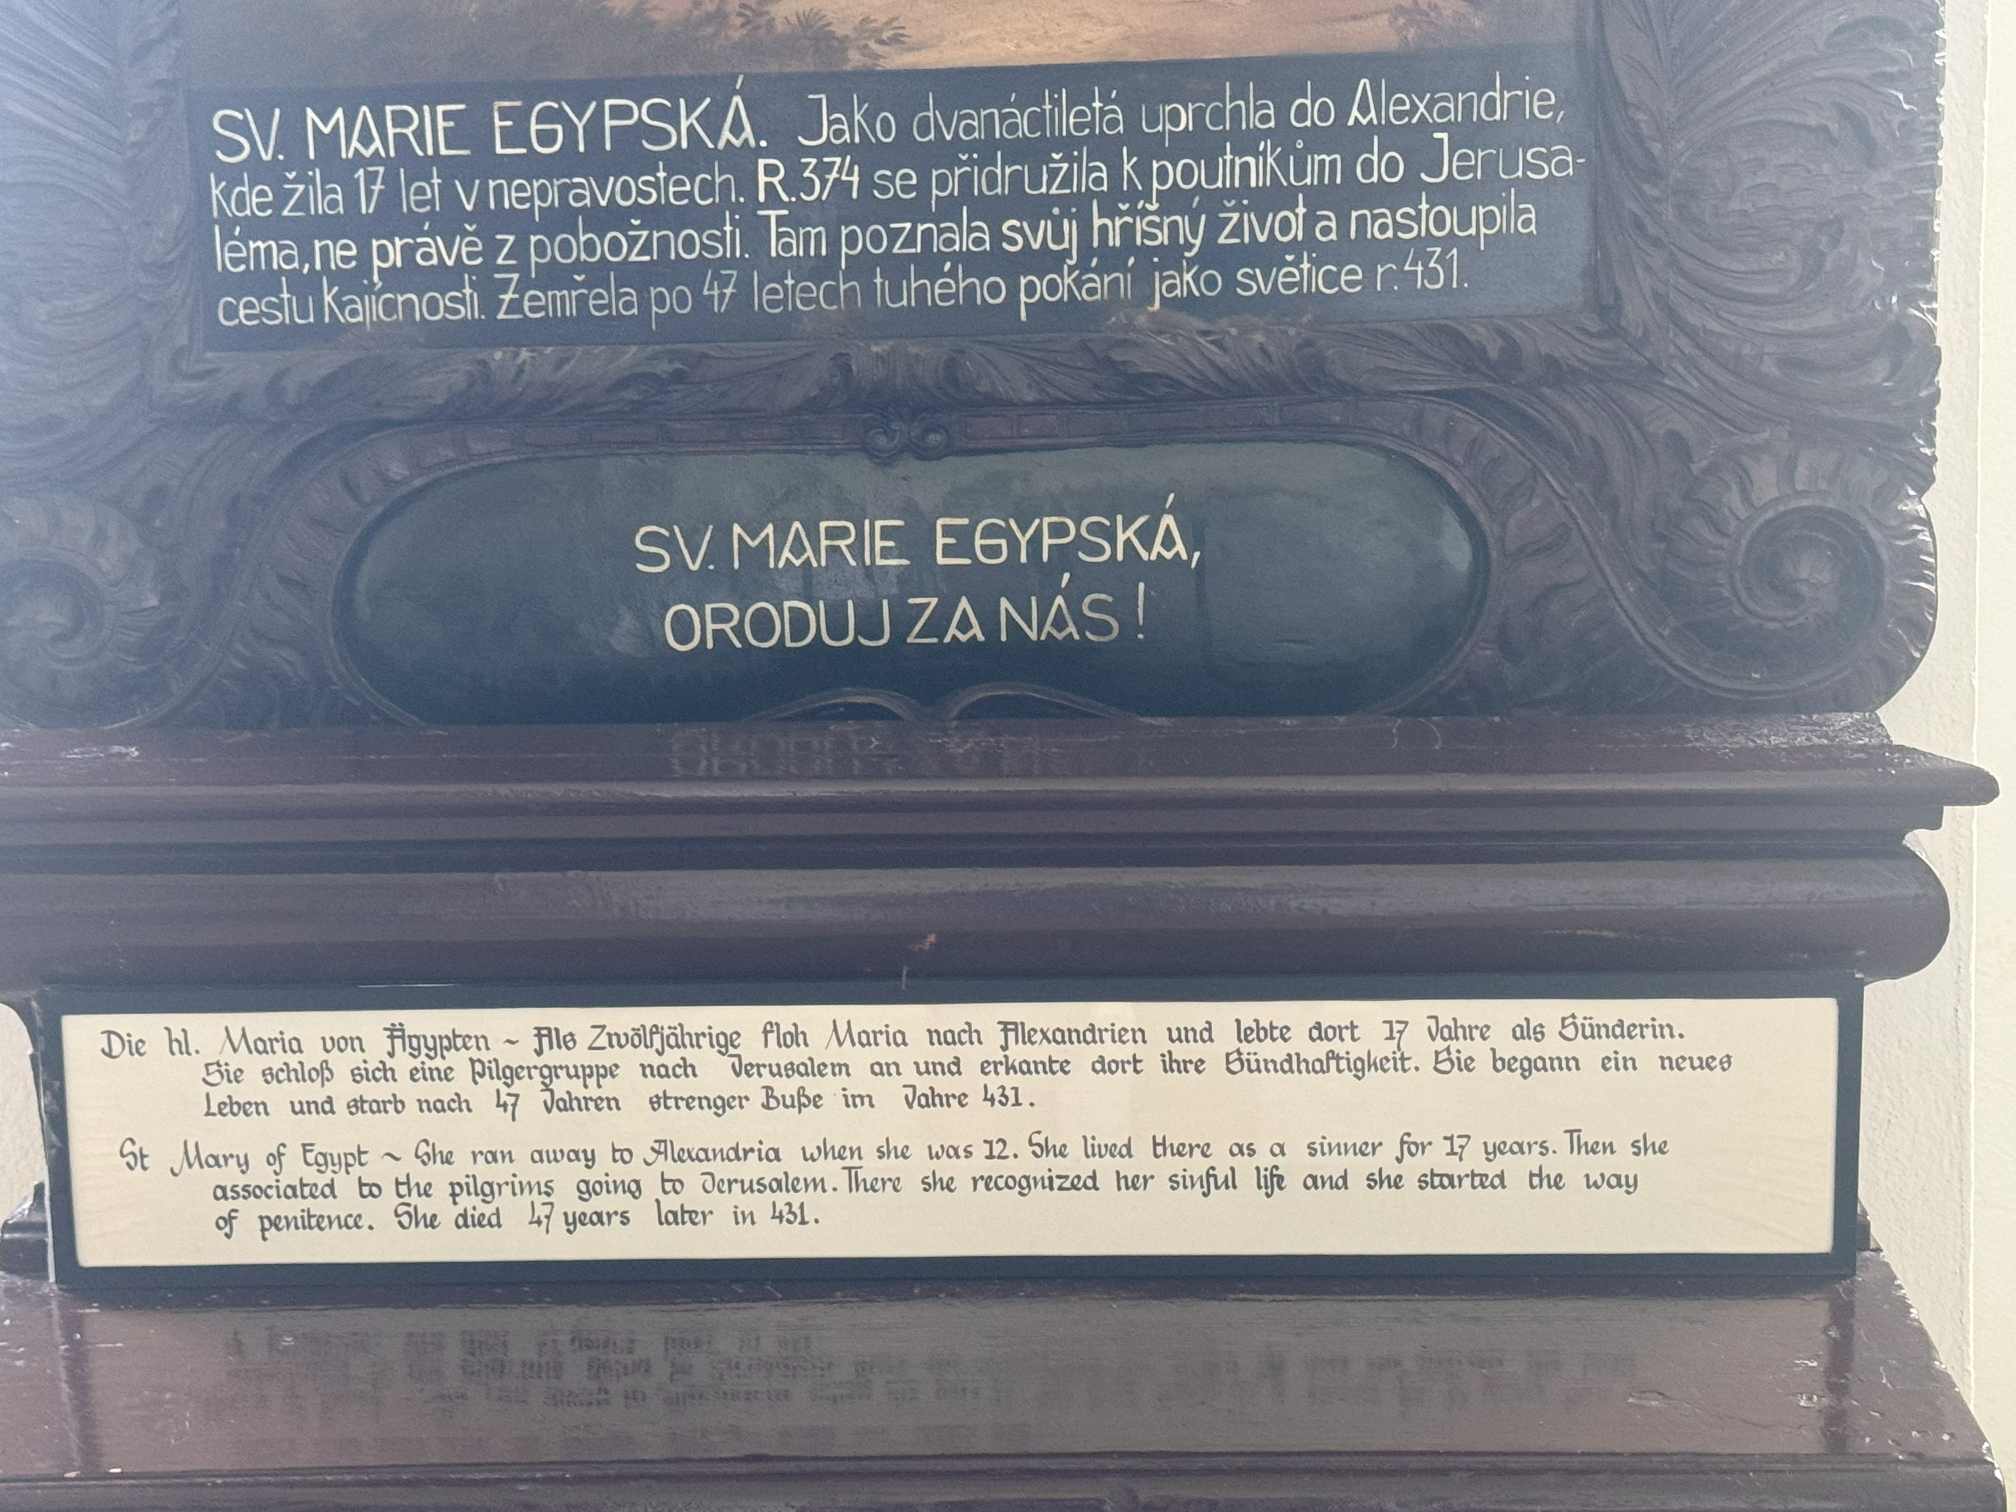 SV. MARIE EGYPSKÁ. Jako dvanáctiletá uprchla do Alexandrie,
kde žila 17 let v nepravostech. R.374 se přidružila k poutníkům do Jerusa-
léma, ne právě z pobožnosti. Tam poznala svůj hříšný život a nastoupila
cestu kajícnosti. Zemřela po 47 letech tuhého pokání jako světice r.431.
SV. MARIE EGYPSKÁ,
ORODUJ ZA NÁS!
Die hl. Maria von Ägypten ~ Als Zwölfjährige floh Maria nach Alexandrien und lebte dort 17 Jahre als Sünderin.
Sie schloß sich eine Pilgergruppe nach Jerusalem an und erkante dort ihre Sündhaftigkeit. Sie begann ein neues
Leben und starb nach 47 Jahren strenger Buße im Jahre 431.
St Mary of Egypt ~ She ran away to Alexandria when she was 12. She lived there as a sinner for 17 years. Then she
associated to the pilgrims going to Jerusalem. There she recognized her sinful life and she started the way
of penitence. She died 47 years later in 431.